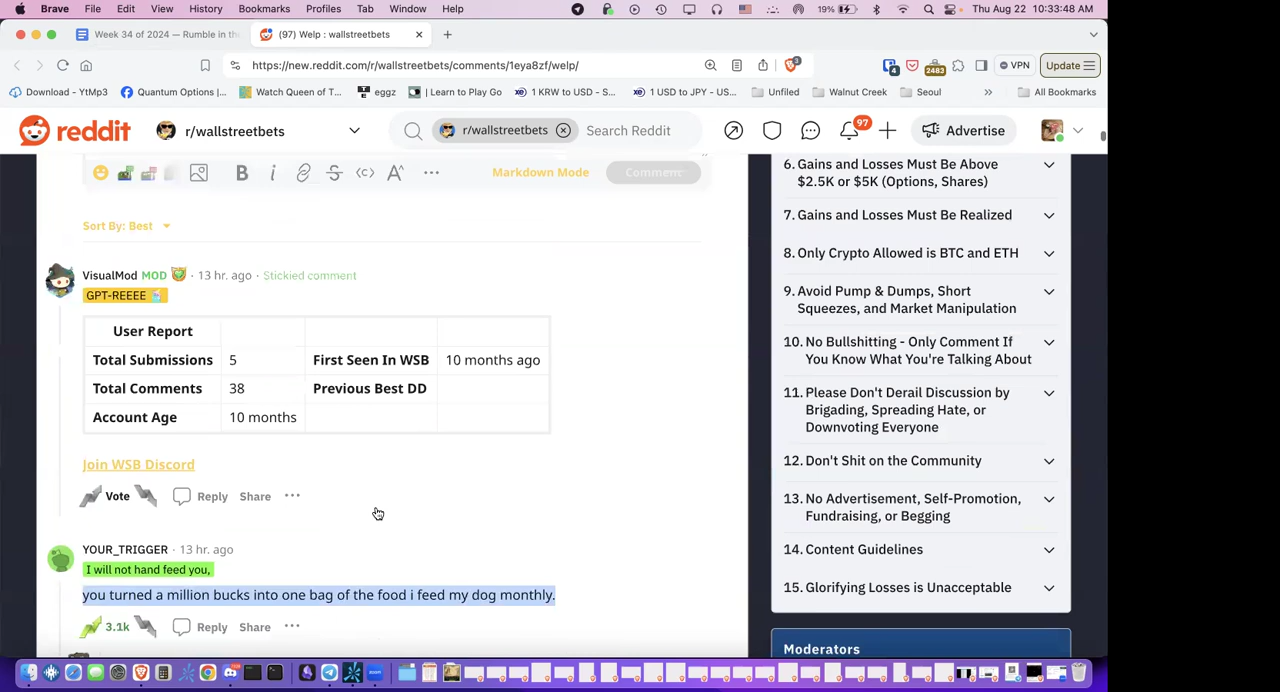 Brave File Edit View History Bookmarks Profiles Tab Window Help 19% Thu Aug 22 10:33:48 AM
Week 34 of 2024 — Rumble in the (97) Welp : wallstreetbets
https://new.reddit.com/r/wallstreetbets/comments/1eya8zf/welp/ 4 3 2483 VPN Update
Download - YtMp3 Quantum Options |... Watch Queen of T... eggz | Learn to Play Go 1 KRW to USD - S... 1 USD to JPY - US... Unfiled Walnut Creek Seoul » All Bookmarks
reddit r/wallstreetbets r/wallstreetbets Search Reddit 97 Advertise
B i A Markdown Mode Comment
Sort By: Best
VisualMod MOD · 13 hr. ago · Stickied comment
GPT-REEEE
User Report
Total Submissions 5 First Seen In WSB 10 months ago
Total Comments 38 Previous Best DD
Account Age 10 months
Join WSB Discord
Vote Reply Share ...
YOUR_TRIGGER · 13 hr. ago
I will not hand feed you,
you turned a million bucks into one bag of the food i feed my dog monthly.
3.1k Reply Share ...
6. Gains and Losses Must Be Above
$2.5K or $5K (Options, Shares)
7. Gains and Losses Must Be Realized
8. Only Crypto Allowed is BTC and ETH
9. Avoid Pump & Dumps, Short
Squeezes, and Market Manipulation
10. No Bullshitting - Only Comment If
You Know What You're Talking About
11. Please Don't Derail Discussion by
Brigading, Spreading Hate, or
Downvoting Everyone
12. Don't Shit on the Community
13. No Advertisement, Self-Promotion,
Fundraising, or Begging
14. Content Guidelines
15. Glorifying Losses is Unacceptable
Moderators